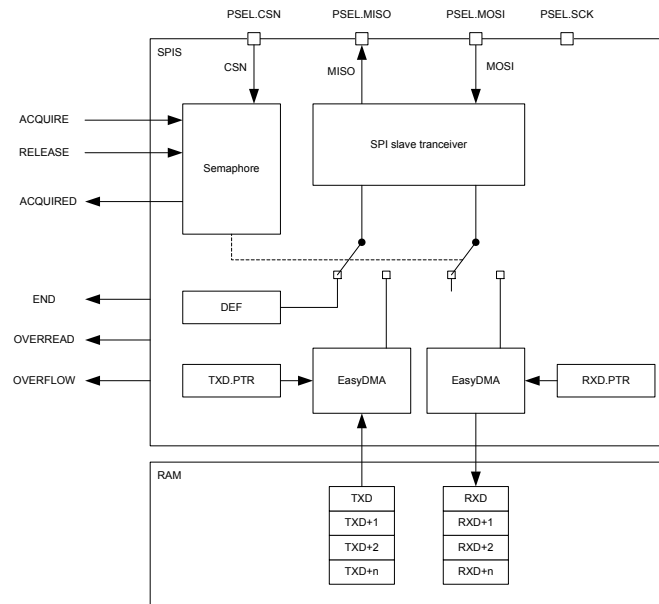 PSEL.CSN PSEL.MISO PSEL.MOSI PSEL.SCK
SPIS
CSN
MISO
MOSI
ACQUIRE
RELEASE
ACQUIRED
Semaphore
SPI slave tranceiver
END
OVERREAD
OVERFLOW
DEF
TXD.PTR
EasyDMA
EasyDMA
RXD.PTR
RAM
TXD
TXD+1
TXD+2
TXD+n
RXD
RXD+1
RXD+2
RXD+n